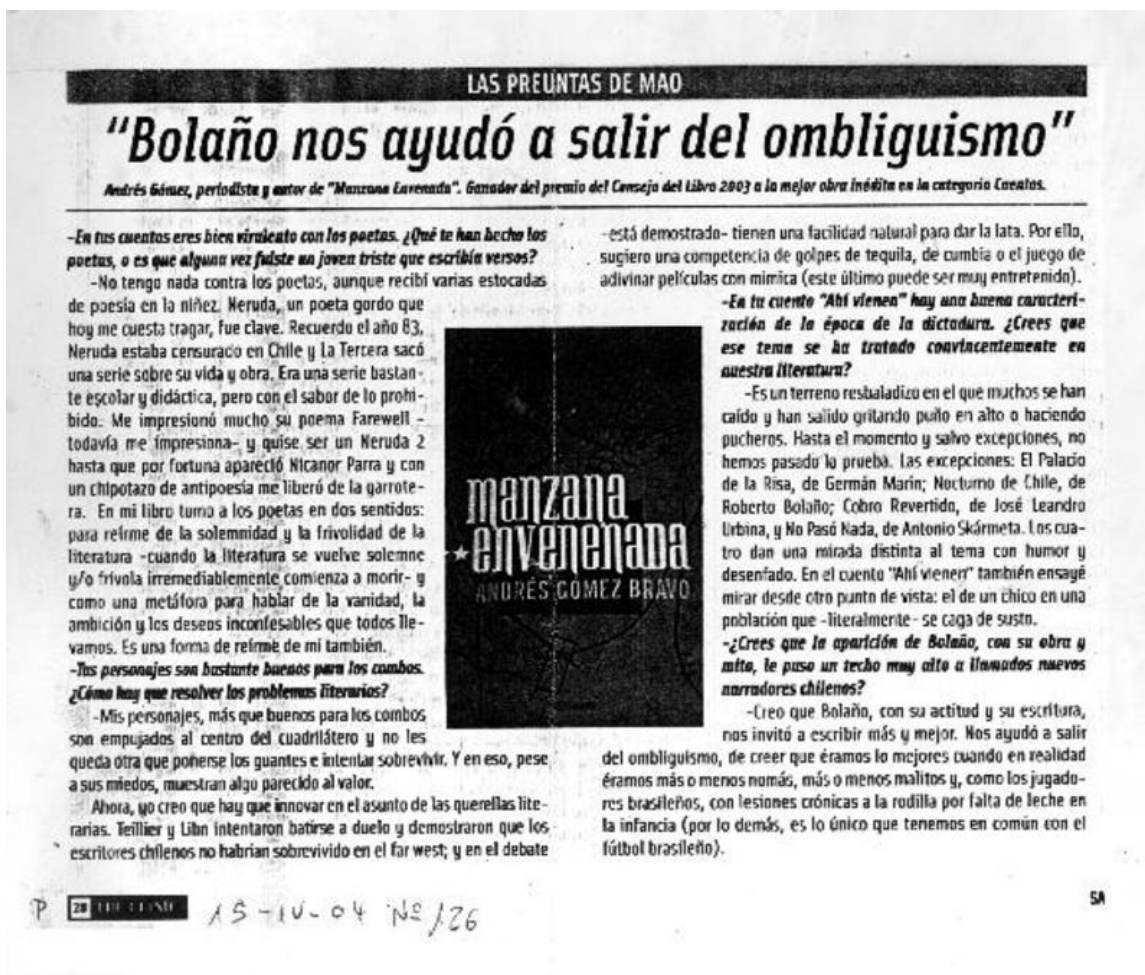 LAS PREUNTAS DE MAO
"Bolaño nos ayudó a salir del ombliguismo"
Andrés Gómez, periodista y autor de "Manzana Envenada". Ganador del premio del Consejo del Libro 2003 a la mejor obra inédita en la categoría Cuentos.
-En tus cuentos eres bien virulento con los poetas. ¿Qué te han hecho los
poetas, o es que alguna vez fuiste un joven triste que escribía versos?
-No tengo nada contra los poetas, aunque recibí varias estocadas
de poesía en la niñez. Neruda, un poeta gordo que
hoy me cuesta tragar, fue clave. Recuerdo el año 83,
Neruda estaba censurado en Chile y La Tercera sacó
una serie sobre su vida y obra. Era una serie bastan-
te escolar y didáctica, pero con el sabor de lo prohi-
bido. Me impresionó mucho su poema Farewell -
todavía me impresiona- y quise ser un Neruda 2
hasta que por fortuna apareció Nicanor Parra y con
un chipotazo de antipoesía me liberó de la garrote-
ra. En mi libro tumo a los poetas en dos sentidos:
para reírme de la solemnidad y la frivolidad de la
literatura -cuando la literatura se vuelve solemne
y/o frívola irremediablemente comienza a morir- y
como una metáfora para hablar de la vanidad, la
ambición y los deseos inconfesables que todos lle-
vamos. Es una forma de reírme de mí también.
-Tus personajes son bastante buenos para los combos.
¿Cómo hay que resolver los problemas literarios?
-Mis personajes, más que buenos para los combos
son empujados al centro del cuadrilátero y no les
queda otra que ponerse los guantes e intentar sobrevivir. Y en eso, pese
a sus miedos, muestran algo parecido al valor.
Ahora, yo creo que hay que innovar en el asunto de las querellas lite-
rarias. Teillier y Lihn intentaron batirse a duelo y demostraron que los
escritores chilenos no habrían sobrevivido en el far west; y en el debate
manzana
envenenada
ANDRÉS GÓMEZ BRAVO
-está demostrado- tienen una facilidad natural para dar la lata. Por ello,
sugiero una competencia de golpes de tequila, de cumbia o el juego de
adivinar películas con mímica (este último puede ser muy entretenido).
-En tu cuento "Ahí vienen" hay una buena caracteri-
zación de la época de la dictadura. ¿Crees que
ese tema se ha tratado convincentemente en
nuestra literatura?
-Es un terreno resbaladizo en el que muchos se han
caído y han salido gritando puño en alto o haciendo
pucheros. Hasta el momento y salvo excepciones, no
hemos pasado la prueba. Las excepciones: El Palacio
de la Risa, de Germán Marín; Nocturno de Chile, de
Roberto Bolaño; Cobro Revertido, de José Leandro
Urbina, y No Pasó Nada, de Antonio Skármeta. Los cua-
tro dan una mirada distinta al tema con humor y
desenfado. En el cuento "Ahí vienen" también ensayé
mirar desde otro punto de vista: el de un chico en una
población que -literalmente- se caga de susto.
-¿Crees que la aparición de Bolaño, con su obra y
mito, le puso un techo muy alto a llamados nuevos
narradores chilenos?
-Creo que Bolaño, con su actitud y su escritura,
nos invitó a escribir más y mejor. Nos ayudó a salir
del ombliguismo, de creer que éramos lo mejores cuando en realidad
éramos más o menos nomás, más o menos malitos y, como los jugado-
res brasileños, con lesiones crónicas a la rodilla por falta de leche en
la infancia (por lo demás, es lo único que tenemos en común con el
fútbol brasileño).
P 28 15-IV-04 Nº 126
SA